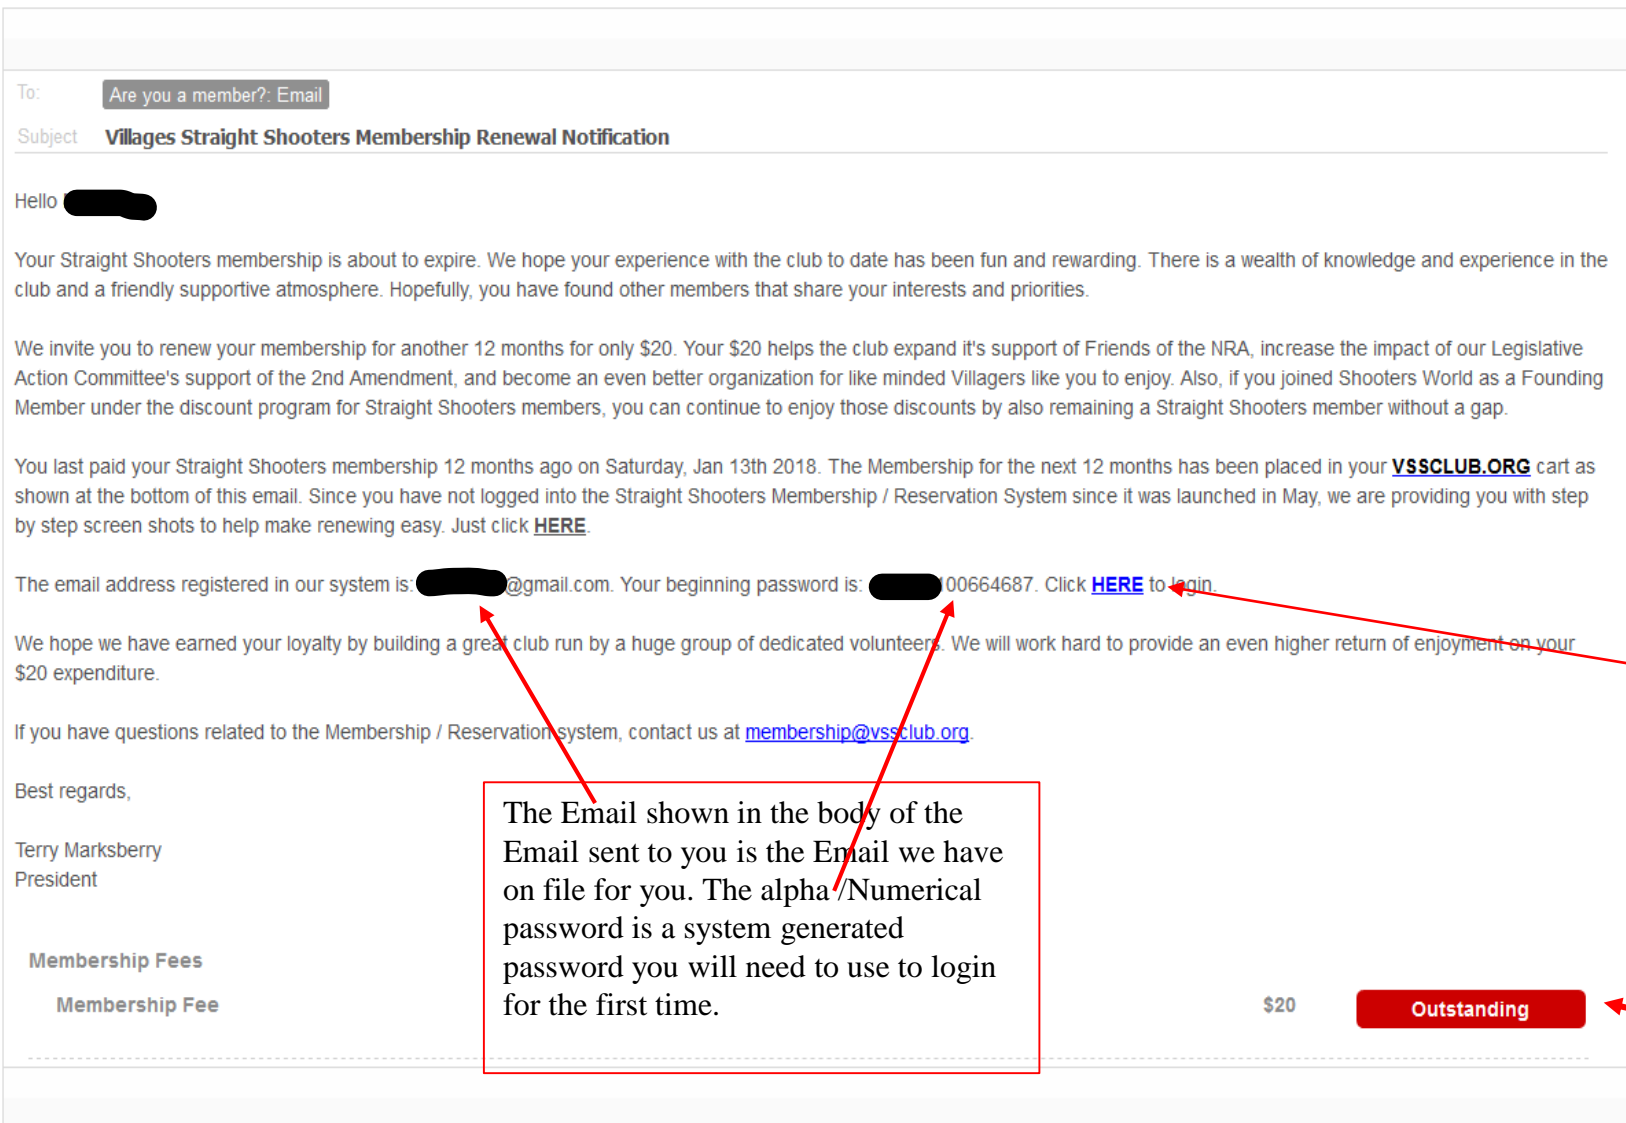 To: Are you a member?: Email
Subject Villages Straight Shooters Membership Renewal Notification
Hello
Your Straight Shooters membership is about to expire. We hope your experience with the club to date has been fun and rewarding. There is a wealth of knowledge and experience in the
club and a friendly supportive atmosphere. Hopefully, you have found other members that share your interests and priorities.
We invite you to renew your membership for another 12 months for only $20. Your $20 helps the club expand it's support of Friends of the NRA, increase the impact of our Legislative
Action Committee's support of the 2nd Amendment, and become an even better organization for like minded Villagers like you to enjoy. Also, if you joined Shooters World as a Founding
Member under the discount program for Straight Shooters members, you can continue to enjoy those discounts by also remaining a Straight Shooters member without a gap.
You last paid your Straight Shooters membership 12 months ago on Saturday, Jan 13th 2018. The Membership for the next 12 months has been placed in your VSSCLUB.ORG cart as
shown at the bottom of this email. Since you have not logged into the Straight Shooters Membership / Reservation System since it was launched in May, we are providing you with step
by step screen shots to help make renewing easy. Just click HERE.
The email address registered in our system is: @gmail.com. Your beginning password is: 100664687. Click HERE to login.
We hope we have earned your loyalty by building a great club run by a huge group of dedicated volunteers. We will work hard to provide an even higher return of enjoyment on your
$20 expenditure.
If you have questions related to the Membership / Reservation system, contact us at membership@vssclub.org.
Best regards,
Terry Marksberry
President
The Email shown in the body of the
Email sent to you is the Email we have
on file for you. The alpha /Numerical
password is a system generated
password you will need to use to login
for the first time.
Membership Fees
Membership Fee $20 Outstanding